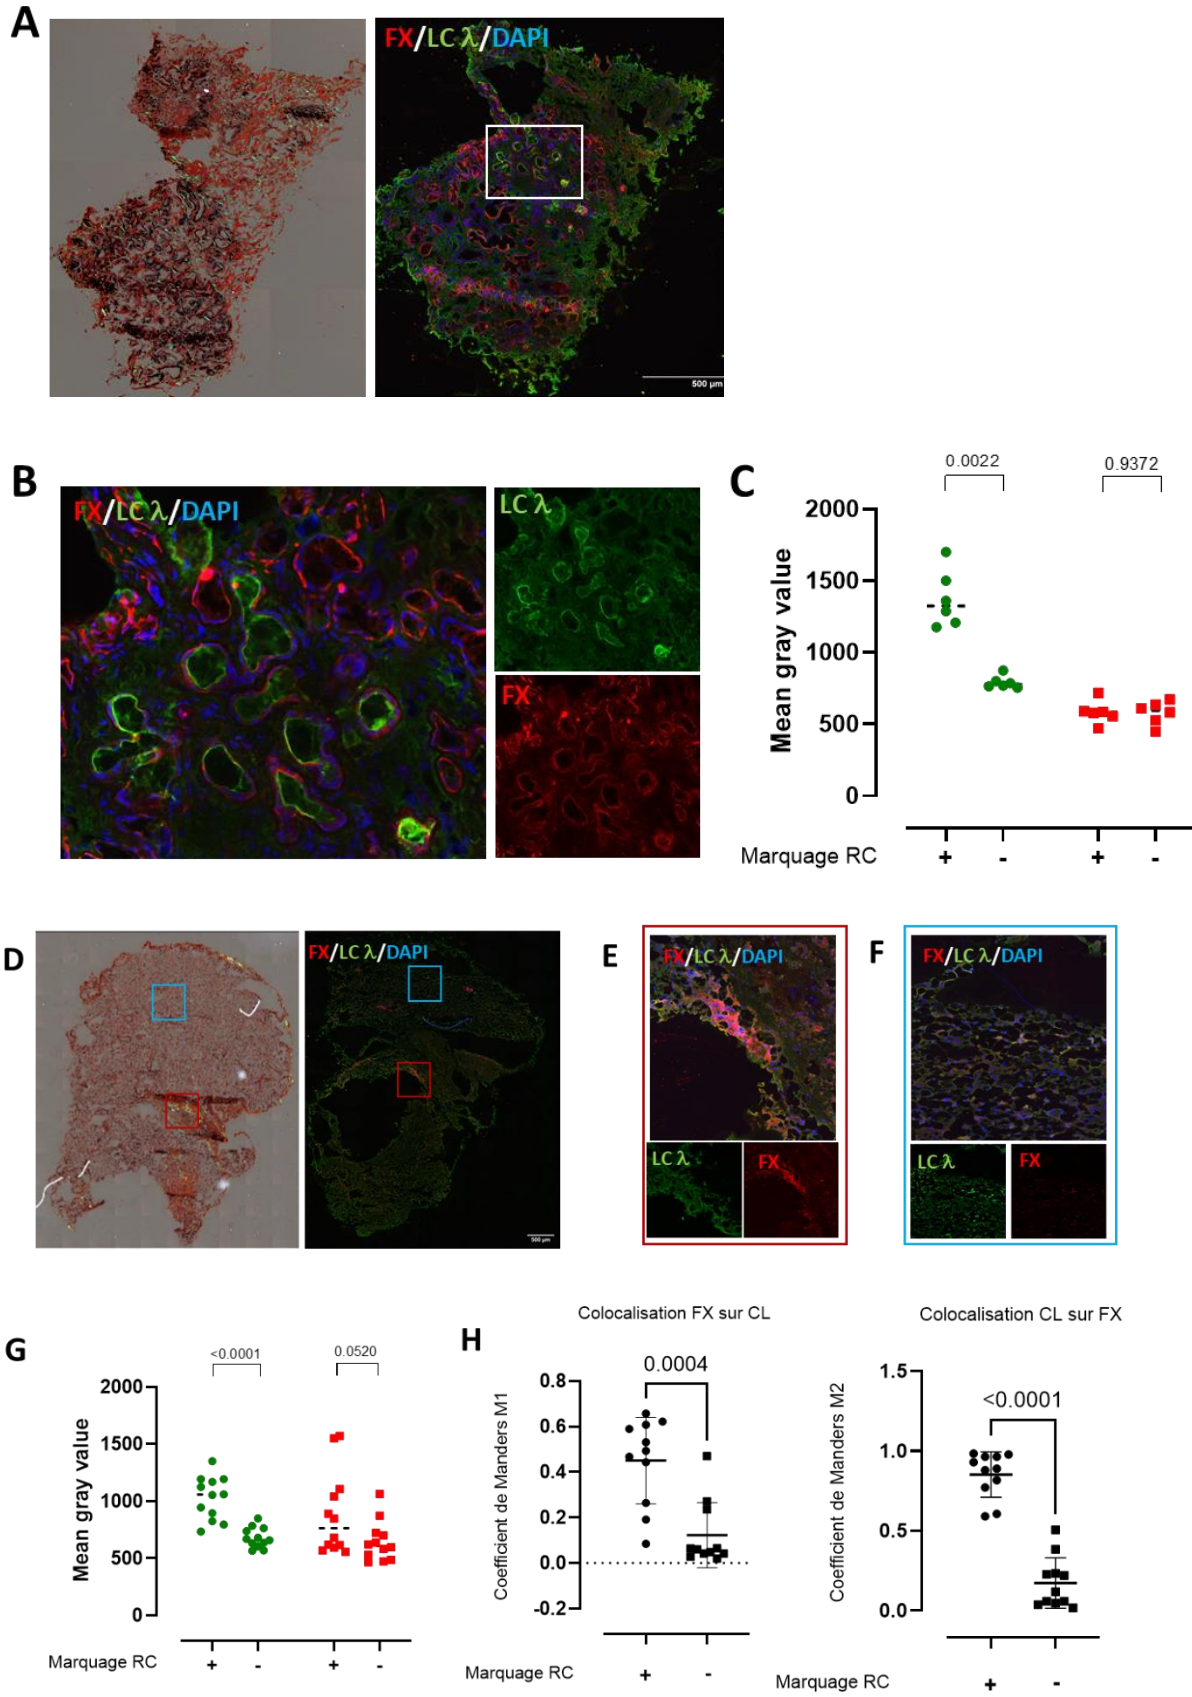 A
FX/LC λ/DAPI
500 µm
B
FX/LC λ/DAPI
LC λ
FX
C
0.0022
0.9372
2000
1500
1000
500
0
Mean gray value
Marquage RC
+
-
+
-
D
FX/LC λ/DAPI
500 µm
E
FX/LC λ/DAPI
LC λ
FX
F
FX/LC λ/DAPI
LC λ
FX
G
<0.0001
0.0520
2000
1500
1000
500
0
Mean gray value
Marquage RC
+
-
+
-
H
Colocalisation FX sur CL
0.0004
0.8
0.6
0.4
0.2
0.0
-0.2
Coefficient de Manders M1
Marquage RC
+
-
Colocalisation CL sur FX
<0.0001
1.5
1.0
0.5
0.0
Coefficient de Manders M2
Marquage RC
+
-